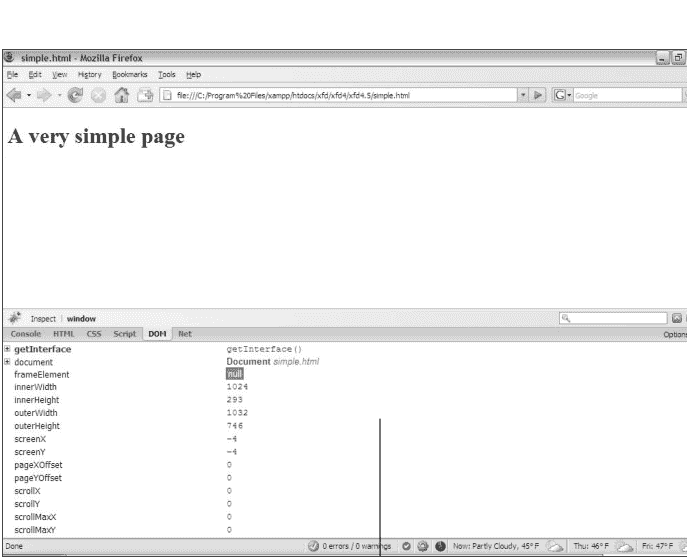 simple.html - Mozilla Firefox
File Edit View History Bookmarks Tools Help
file:///C:/Program%20Files/xampp/htdocs/xfd/xfd4/xfd4.5/simple.html
G Google
A very simple page
Inspect window
Console HTML CSS Script DOM Net Options
getInterface getInterface()
document Document simple.html
frameElement null
innerWidth 1024
innerHeight 293
outerWidth 1032
outerHeight 746
screenX -4
screenY -4
pageXOffset 0
pageYOffset 0
scrollX 0
scrollY 0
scrollMaxX 0
scrollMaxY 0
Done 0 errors / 0 warnings Now: Partly Cloudy, 45° F Thu: 46° F Fri: 47° F